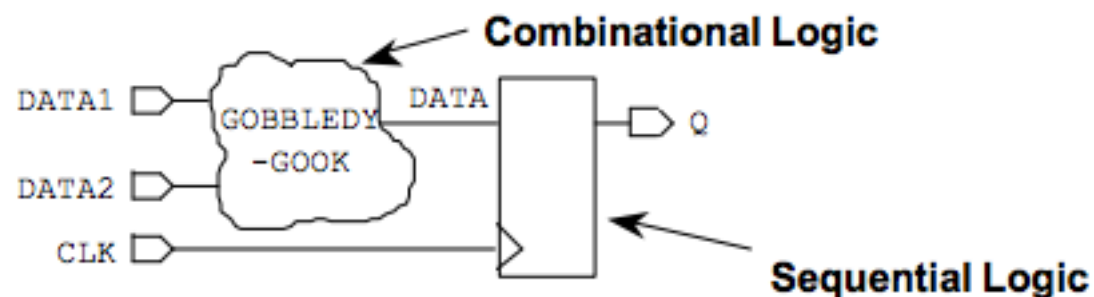 Combinational Logic
DATA1
DATA
GOBBLEDY
Q
-GOOK
DATA2
CLK
Sequential Logic